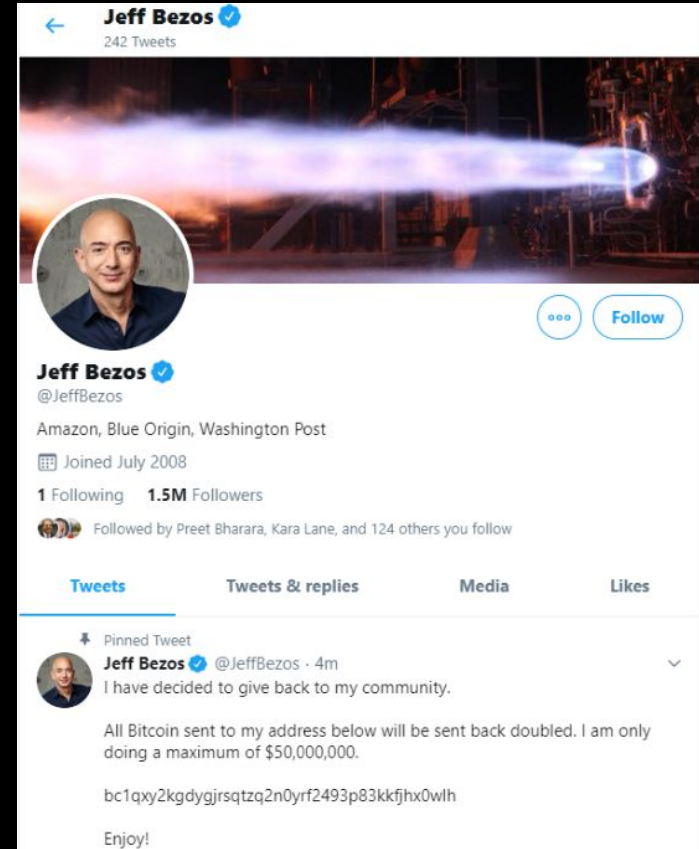 Jeff Bezos
242 Tweets
Follow
Jeff Bezos
@JeffBezos
Amazon, Blue Origin, Washington Post
Joined July 2008
1 Following 1.5M Followers
Followed by Preet Bharara, Kara Lane, and 124 others you follow
Tweets Tweets & replies Media Likes
Pinned Tweet
Jeff Bezos @JeffBezos · 4m
I have decided to give back to my community.
All Bitcoin sent to my address below will be sent back doubled. I am only
doing a maximum of $50,000,000.
bc1qxy2kgdygjrsqtzq2n0yrf2493p83kkfjhx0wlh
Enjoy!